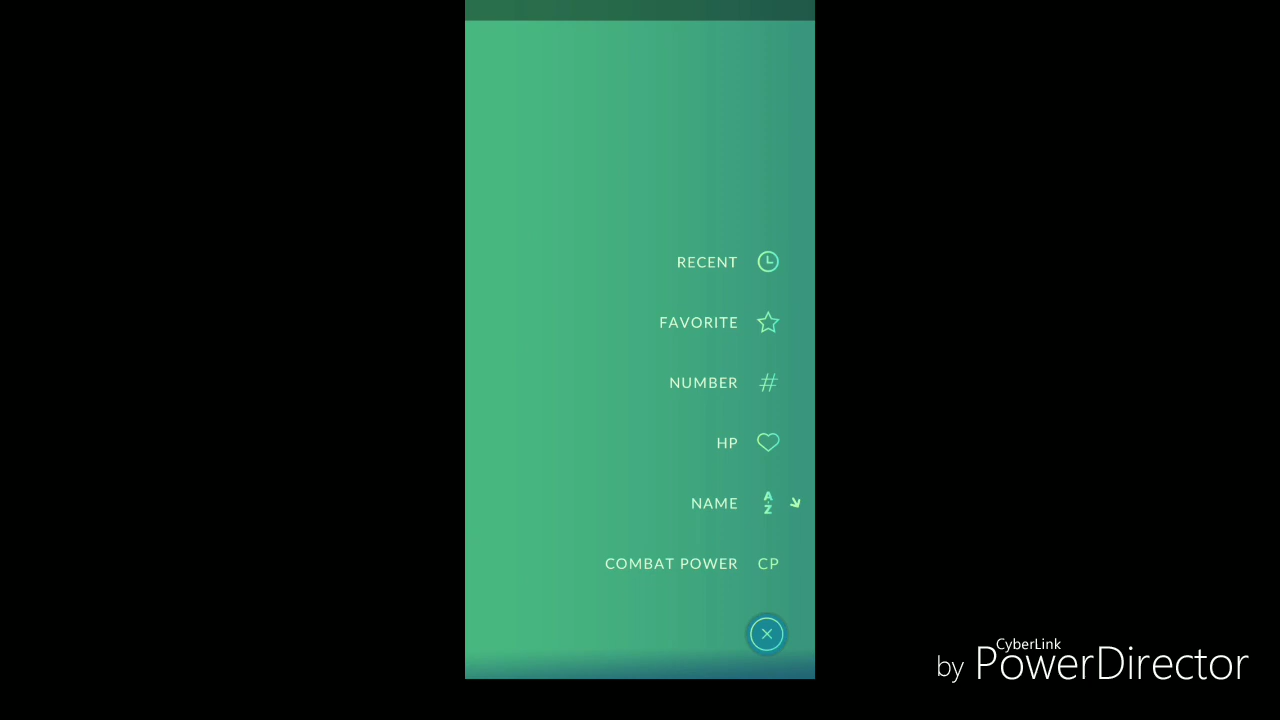 RECENT
FAVORITE
NUMBER #
HP
NAME A Z
COMBAT POWER CP
CyberLink
by PowerDirector